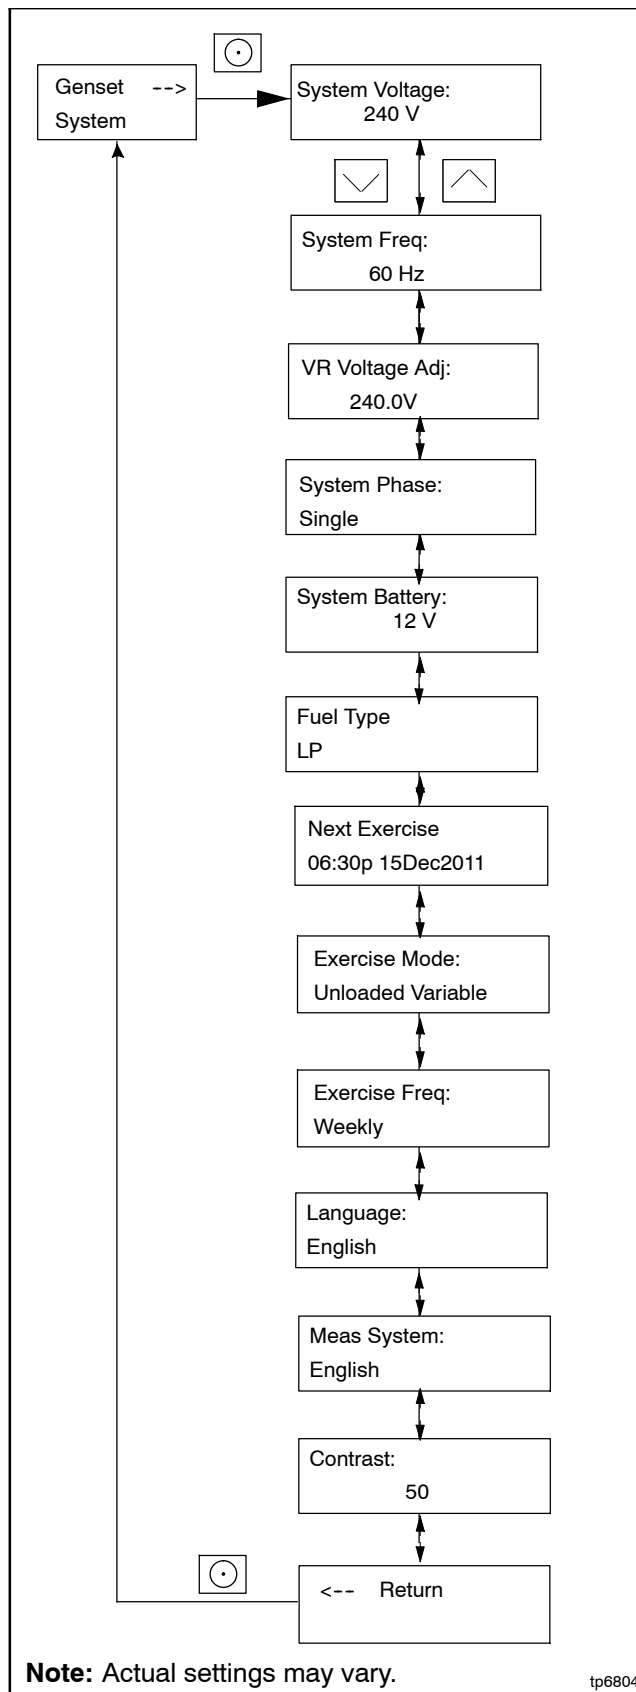 Genset -->
System
System Voltage:
240 V
System Freq:
60 Hz
VR Voltage Adj:
240.0V
System Phase:
Single
System Battery:
12 V
Fuel Type
LP
Next Exercise
06:30p 15Dec2011
Exercise Mode:
Unloaded Variable
Exercise Freq:
Weekly
Language:
English
Meas System:
English
Contrast:
50
<-- Return
Note: Actual settings may vary.
tp6804